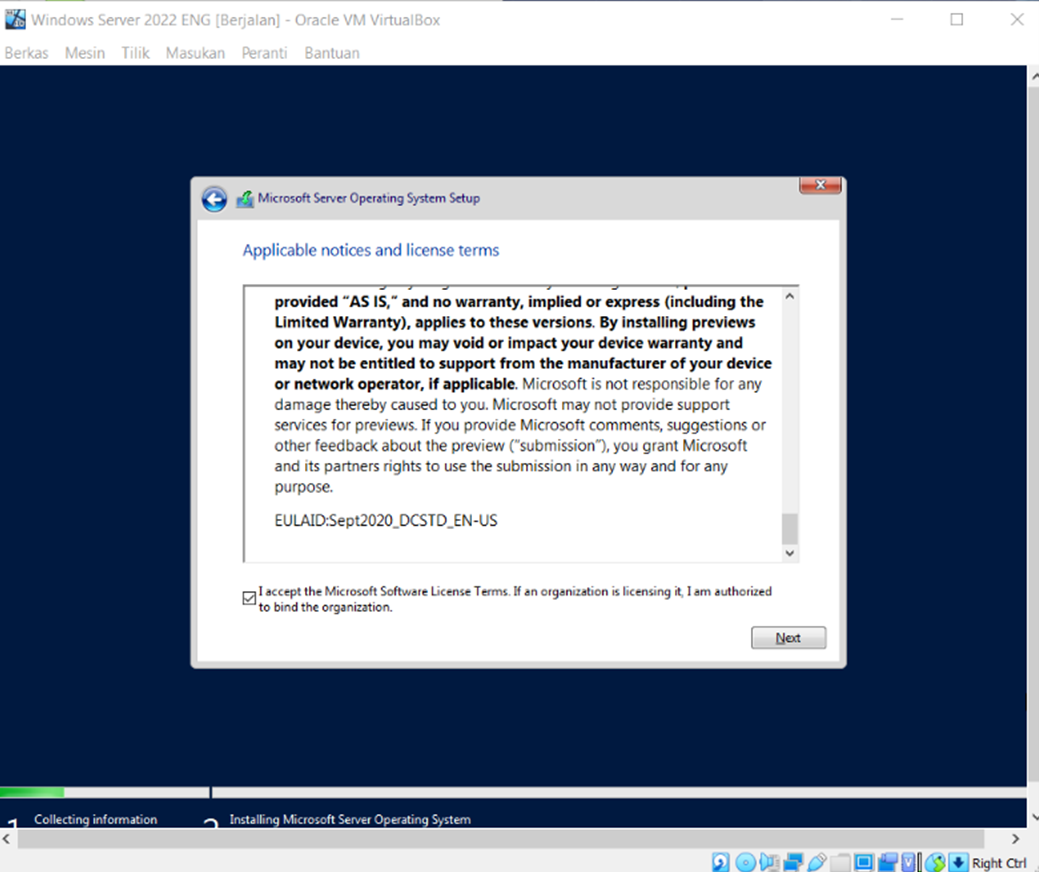 Windows Server 2022 ENG [Berjalan] - Oracle VM VirtualBox
Berkas Mesin Tilik Masukan Peranti Bantuan
Microsoft Server Operating System Setup
Applicable notices and license terms
provided “AS IS,” and no warranty, implied or express (including the
Limited Warranty), applies to these versions. By installing previews
on your device, you may void or impact your device warranty and
may not be entitled to support from the manufacturer of your device
or network operator, if applicable. Microsoft is not responsible for any
damage thereby caused to you. Microsoft may not provide support
services for previews. If you provide Microsoft comments, suggestions or
other feedback about the preview (“submission”), you grant Microsoft
and its partners rights to use the submission in any way and for any
purpose.
EULAID:Sept2020_DCSTD_EN-US
I accept the Microsoft Software License Terms. If an organization is licensing it, I am authorized
to bind the organization.
Next
1 Collecting information 2 Installing Microsoft Server Operating System
Right Ctrl